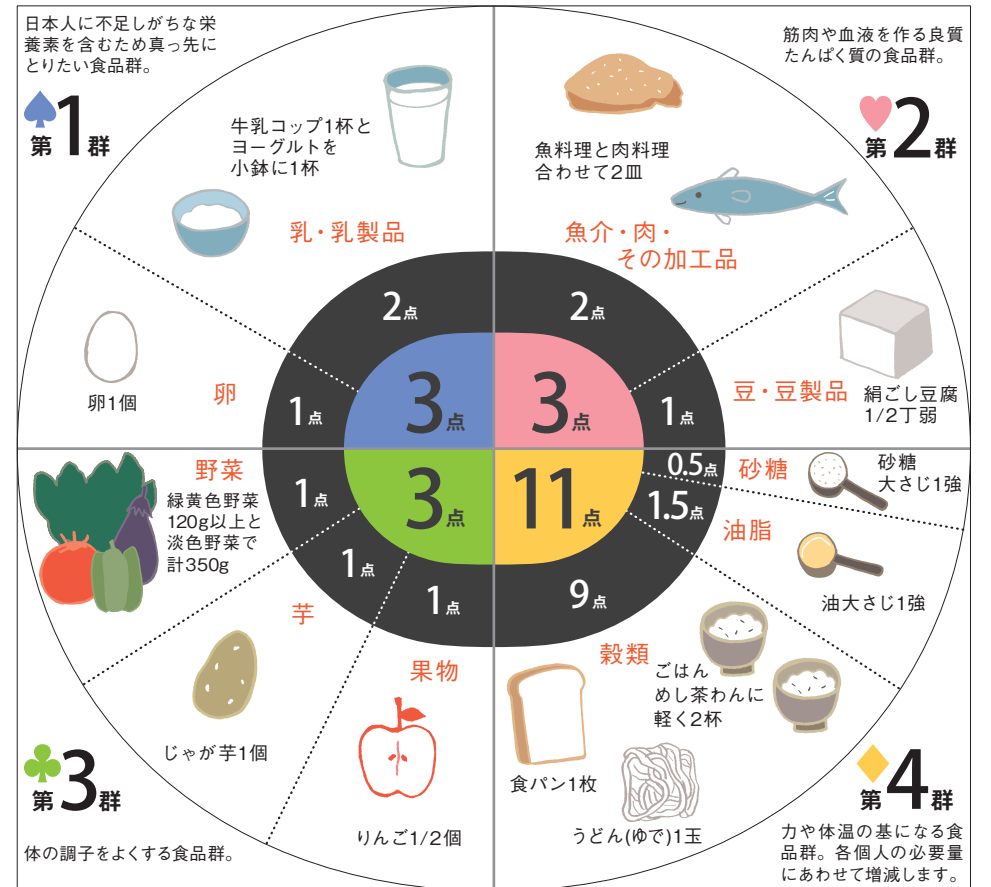 日本人に不足しがちな栄
養素を含むため真っ先に
とりたい食品群。
第1群
牛乳コップ1杯と
ヨーグルトを
小鉢に1杯
乳・乳製品
2点
卵1個
卵
1点
3点
筋肉や血液を作る良質
たんぱく質の食品群。
第2群
魚料理と肉料理
合わせて2皿
魚介・肉・
その加工品
2点
豆・豆製品
絹ごし豆腐
1/2丁弱
1点
3点
野菜
緑黄色野菜
120g以上と
淡色野菜で
計350g
1点
芋
じゃが芋1個
1点
果物
りんご1/2個
1点
3点
第3群
体の調子をよくする食品群。
砂糖
砂糖
大さじ1強
0.5点
油脂
油大さじ1強
1.5点
11点
9点
穀類
ごはん
めし茶わんに
軽く2杯
食パン1枚
うどん(ゆで)1玉
第4群
力や体温の基になる食
品群。各個人の必要量
にあわせて増減します。